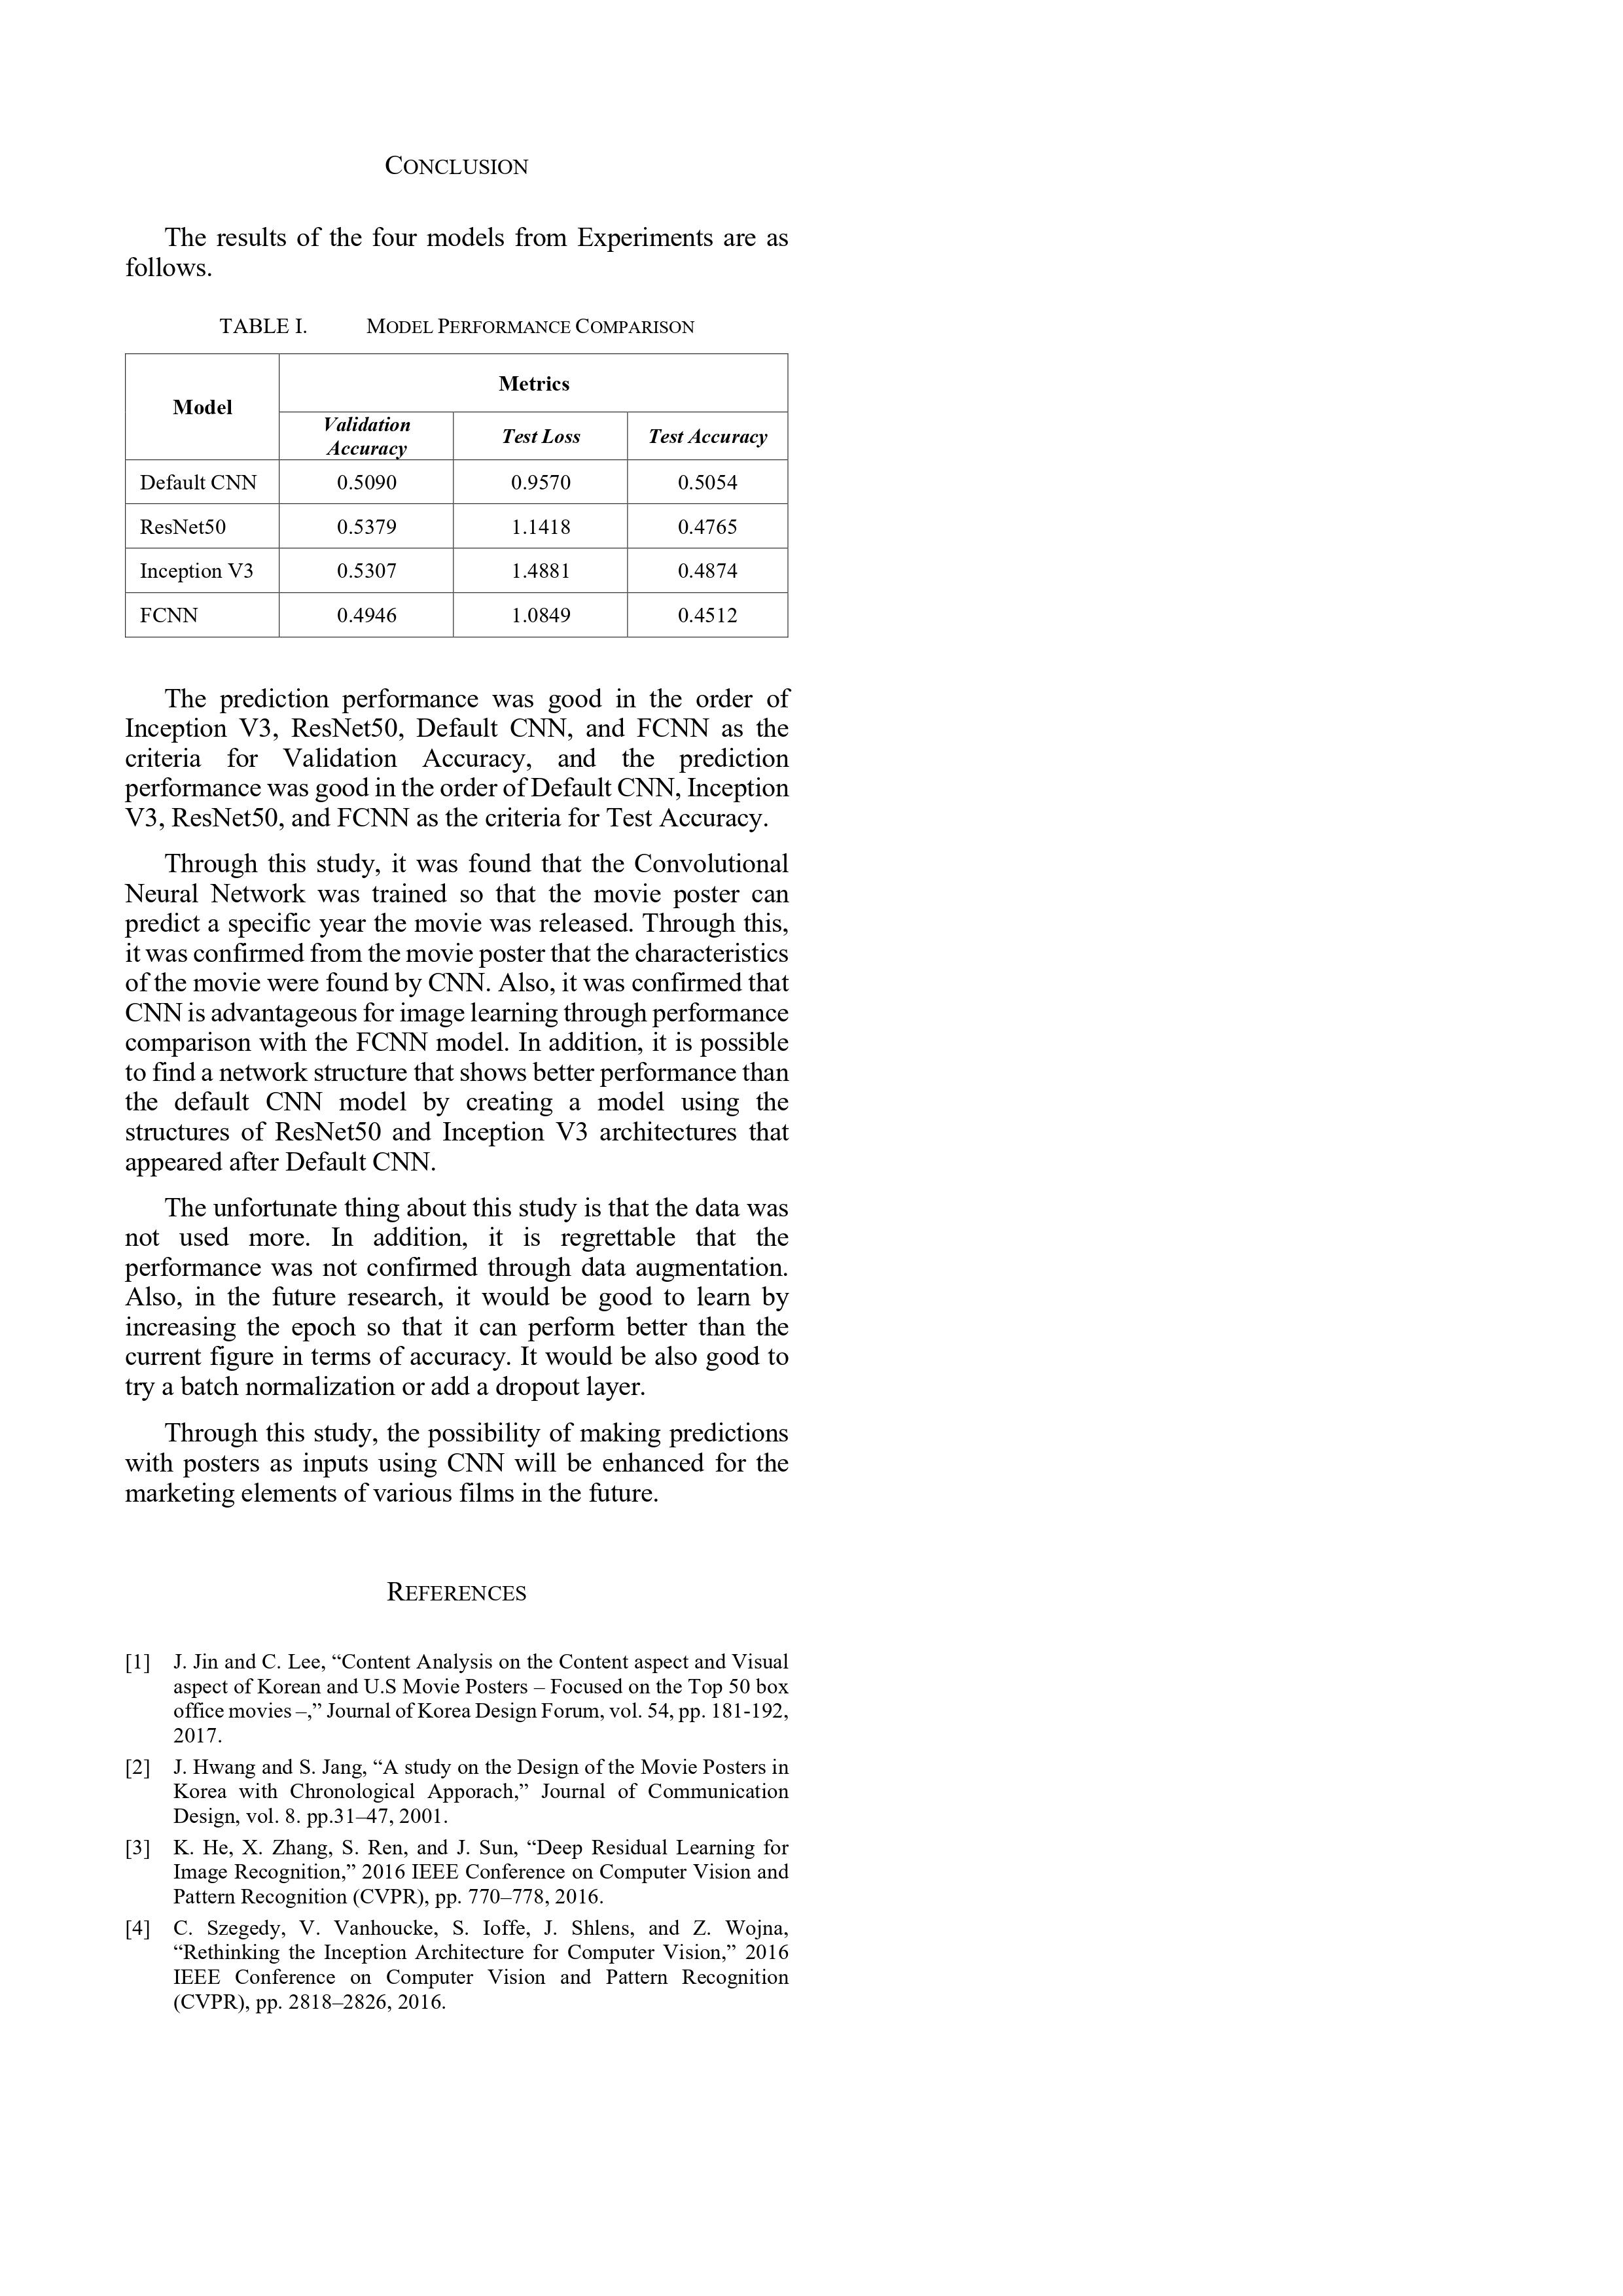 CONCLUSION
The results of the four models from Experiments are as
follows.
TABLE I. MODEL PERFORMANCE COMPARISON
Model
Metrics
Validation
Accuracy
Test Loss
Test Accuracy
Default CNN 0.5090 0.9570 0.5054
ResNet50 0.5379 1.1418 0.4765
Inception V3 0.5307 1.4881 0.4874
FCNN 0.4946 1.0849 0.4512
The prediction performance was good in the order of
Inception V3, ResNet50, Default CNN, and FCNN as the
criteria for Validation Accuracy, and the prediction
performance was good in the order of Default CNN, Inception
V3, ResNet50, and FCNN as the criteria for Test Accuracy.
Through this study, it was found that the Convolutional
Neural Network was trained so that the movie poster can
predict a specific year the movie was released. Through this,
it was confirmed from the movie poster that the characteristics
of the movie were found by CNN. Also, it was confirmed that
CNN is advantageous for image learning through performance
comparison with the FCNN model. In addition, it is possible
to find a network structure that shows better performance than
the default CNN model by creating a model using the
structures of ResNet50 and Inception V3 architectures that
appeared after Default CNN.
The unfortunate thing about this study is that the data was
not used more. In addition, it is regrettable that the
performance was not confirmed through data augmentation.
Also, in the future research, it would be good to learn by
increasing the epoch so that it can perform better than the
current figure in terms of accuracy. It would be also good to
try a batch normalization or add a dropout layer.
Through this study, the possibility of making predictions
with posters as inputs using CNN will be enhanced for the
marketing elements of various films in the future.
REFERENCES
[1] J. Jin and C. Lee, “Content Analysis on the Content aspect and Visual
aspect of Korean and U.S Movie Posters – Focused on the Top 50 box
office movies –,” Journal of Korea Design Forum, vol. 54, pp. 181-192,
2017.
[2] J. Hwang and S. Jang, “A study on the Design of the Movie Posters in
Korea with Chronological Apporach,” Journal of Communication
Design, vol. 8. pp.31–47, 2001.
[3] K. He, X. Zhang, S. Ren, and J. Sun, “Deep Residual Learning for
Image Recognition,” 2016 IEEE Conference on Computer Vision and
Pattern Recognition (CVPR), pp. 770–778, 2016.
[4] C. Szegedy, V. Vanhoucke, S. Ioffe, J. Shlens, and Z. Wojna,
“Rethinking the Inception Architecture for Computer Vision,” 2016
IEEE Conference on Computer Vision and Pattern Recognition
(CVPR), pp. 2818–2826, 2016.